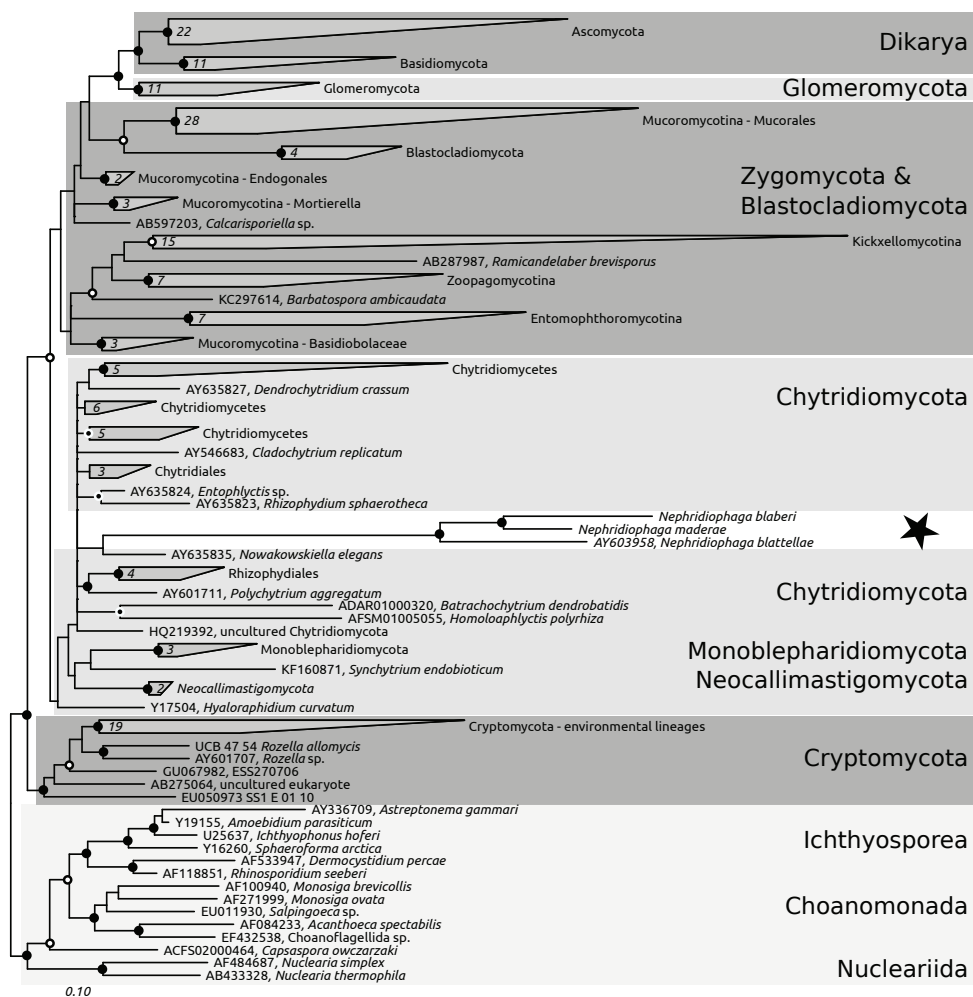 22
Ascomycota
Dikarya
11
Basidiomycota
11
Glomeromycota
Glomeromycota
28
Mucoromycotina - Mucorales
4
Blastocladiomycota
2
Mucoromycotina - Endogonales
Zygomycota &
Blastocladiomycota
3
Mucoromycotina - Mortierella
AB597203, Calcarisporiella sp.
15
Kickxellomycotina
AB287987, Ramicandelaber brevisporus
7
Zoopagomycotina
KC297614, Barbatospora ambicaudata
7
Entomophthoromycotina
3
Mucoromycotina - Basidiobolaceae
5
Chytridiomycetes
AY635827, Dendrochytridium crassum
Chytridiomycota
6
Chytridiomycetes
5
Chytridiomycetes
AY546683, Cladochytrium replicatum
3
Chytridiales
AY635824, Entophlyctis sp.
AY635823, Rhizophydium sphaerotheca
Nephridiophaga blaberi
Nephridiophaga maderae
AY603958, Nephridiophaga blattellae
AY635835, Nowakowskiella elegans
4
Rhizophydiales
AY601711, Polychytrium aggregatum
Chytridiomycota
ADAR01000320, Batrachochytrium dendrobatidis
AFSM01005055, Homoloaphlyctis polyrhiza
HQ219392, uncultured Chytridiomycota
3
Monoblepharidiomycota
Monoblepharidiomycota
Neocallimastigomycota
KF160871, Synchytrium endobioticum
2
Neocallimastigomycota
Y17504, Hyaloraphidium curvatum
19
Cryptomycota - environmental lineages
UCB 47 54 Rozella allomycis
AY601707, Rozella sp.
Cryptomycota
GU067982, ESS270706
AB275064, uncultured eukaryote
EU050973 SS1 E 01 10
AY336709, Astreptonema gammari
Y19155, Amoebidium parasiticum
U25637, Ichthyophonus hoferi
Ichthyosporea
Y16260, Sphaeroforma arctica
AF533947, Dermocystidium percae
AF118851, Rhinosporidium seeberi
AF100940, Monosiga brevicollis
AF271999, Monosiga ovata
Choanomonada
EU011930, Salpingoeca sp.
AF084233, Acanthoeca spectabilis
EF432538, Choanoflagellida sp.
ACFS02000464, Capsaspora owczarzaki
AF484687, Nuclearia simplex
Nucleariida
AB433328, Nuclearia thermophila
0.10